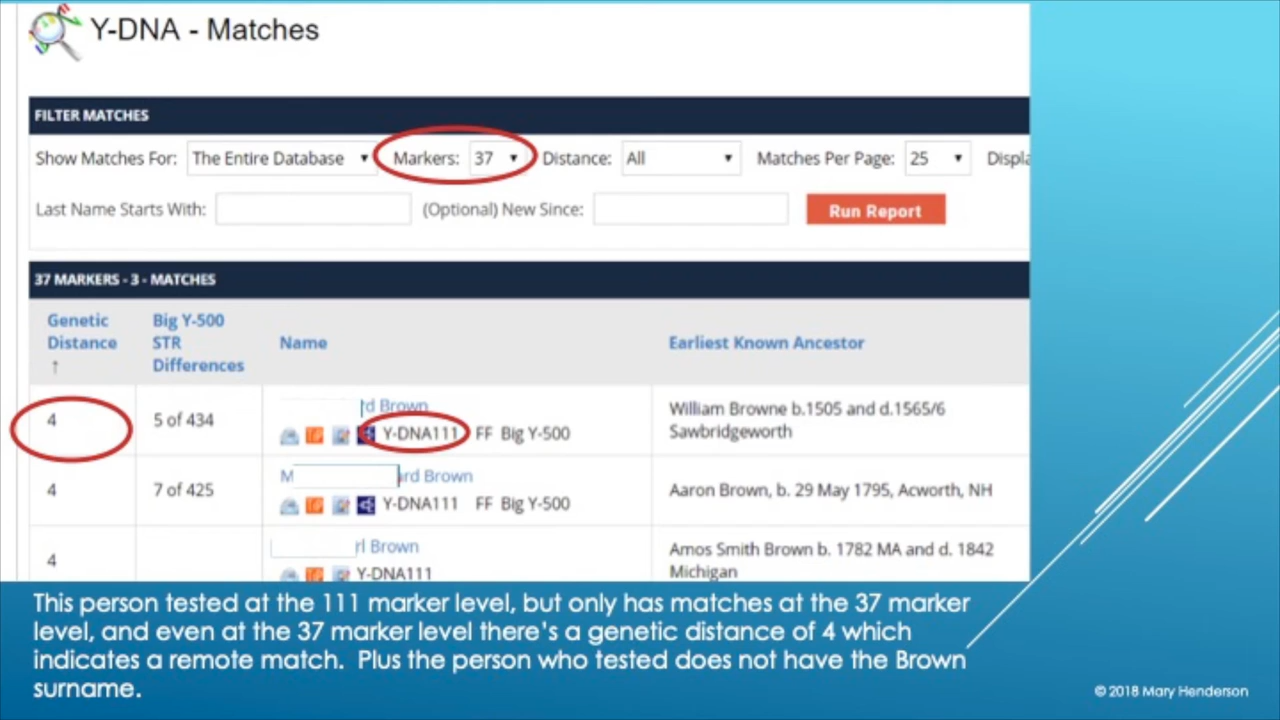 Y-DNA - Matches
FILTER MATCHES
Show Matches For: The Entire Database Markers: 37 Distance: All Matches Per Page: 25 Displa
Last Name Starts With: (Optional) New Since: Run Report
37 MARKERS - 3 - MATCHES
Genetic Distance ↑ Big Y-500 STR Differences Name Earliest Known Ancestor
4 5 of 434 rd Brown William Browne b.1505 and d.1565/6
Y-DNA111 FF Big Y-500 Sawbridgeworth
4 7 of 425 M ard Brown Aaron Brown, b. 29 May 1795, Acworth, NH
Y-DNA111 FF Big Y-500
4 rl Brown Amos Smith Brown b. 1782 MA and d. 1842
Y-DNA111 Michigan
This person tested at the 111 marker level, but only has matches at the 37 marker
level, and even at the 37 marker level there's a genetic distance of 4 which
indicates a remote match. Plus the person who tested does not have the Brown
surname.
© 2018 Mary Henderson